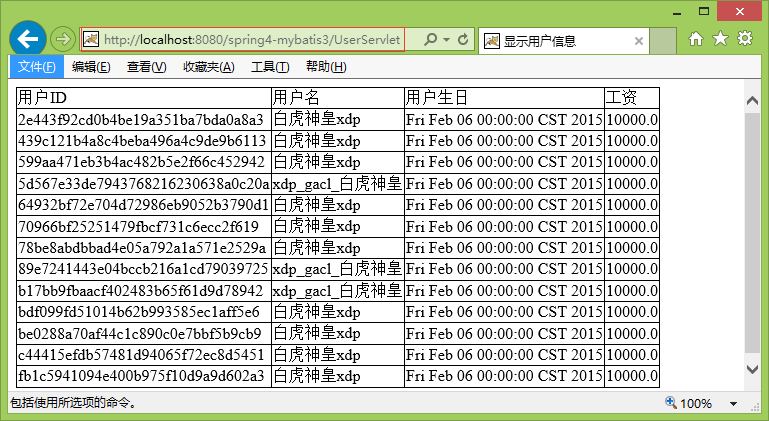 http://localhost:8080/spring4-mybatis3/UserServlet
显示用户信息
文件(F) 编辑(E) 查看(V) 收藏夹(A) 工具(T) 帮助(H)
用户ID 用户名 用户生日 工资
2e443f92cd0b4be19a351ba7bda0a8a3 白虎神皇xdp Fri Feb 06 00:00:00 CST 2015 10000.0
439c121b4a8c4beba496a4c9de9b6113 白虎神皇xdp Fri Feb 06 00:00:00 CST 2015 10000.0
599aa471eb3b4ac482b5e2f66c452942 白虎神皇xdp Fri Feb 06 00:00:00 CST 2015 10000.0
5d567e33de7943768216230638a0c20a xdp_gacl_白虎神皇 Fri Feb 06 00:00:00 CST 2015 10000.0
64932bf72e704d72986eb9052b3790d1 白虎神皇xdp Fri Feb 06 00:00:00 CST 2015 10000.0
70966bf25251479fbcf731c6ecc2f619 白虎神皇xdp Fri Feb 06 00:00:00 CST 2015 10000.0
78be8abdbbad4e05a792a1a571e2529a 白虎神皇xdp Fri Feb 06 00:00:00 CST 2015 10000.0
89e7241443e04bccb216a1cd79039725 xdp_gacl_白虎神皇 Fri Feb 06 00:00:00 CST 2015 10000.0
b17bb9fbaacf402483b65f61d9d78942 xdp_gacl_白虎神皇 Fri Feb 06 00:00:00 CST 2015 10000.0
bdf099fd51014b62b993585ec1aff5e6 白虎神皇xdp Fri Feb 06 00:00:00 CST 2015 10000.0
be0288a70af44c1c890c0e7bbf5b9cb9 白虎神皇xdp Fri Feb 06 00:00:00 CST 2015 10000.0
c44415efdb57481d94065f72ec8d5451 白虎神皇xdp Fri Feb 06 00:00:00 CST 2015 10000.0
fb1c5941094e400b975f10d9a9d602a3 白虎神皇xdp Fri Feb 06 00:00:00 CST 2015 10000.0
包括使用所选项的命令。 100%